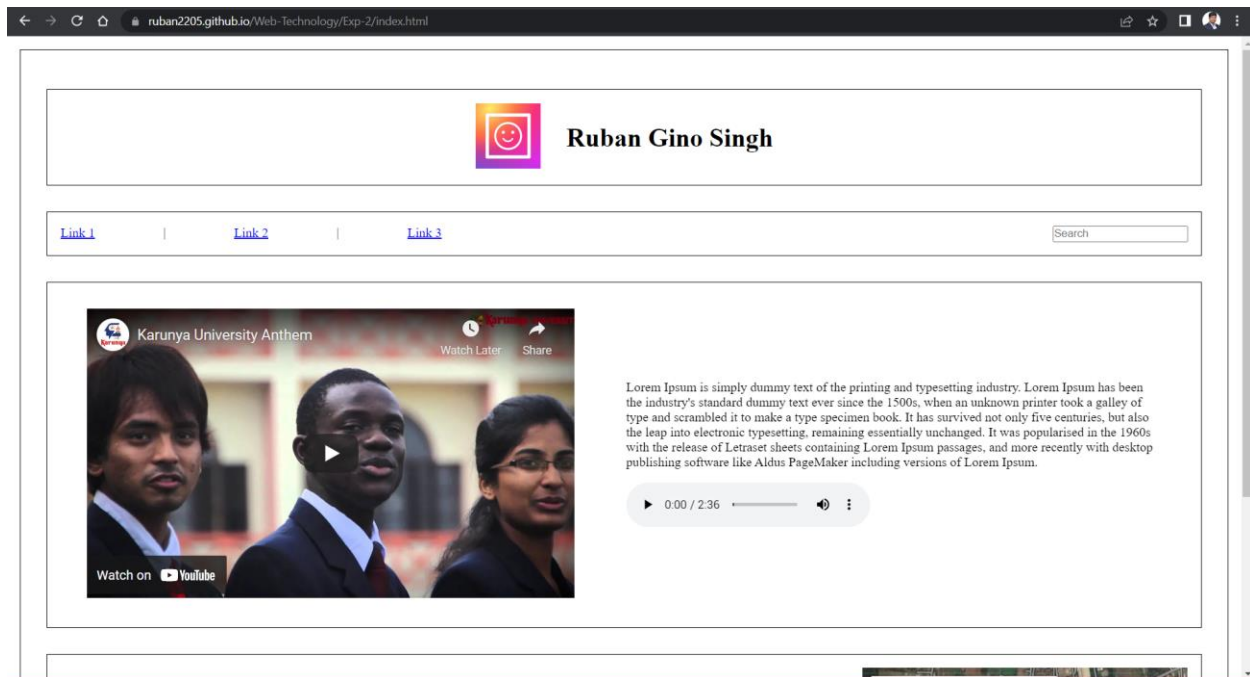 ruban2205.github.io/Web-Technology/Exp-2/index.html
Ruban Gino Singh
Link 1 | Link 2 | Link 3
Search
Karunya University Anthem
Watch Later Share
Karunya
Lorem Ipsum is simply dummy text of the printing and typesetting industry. Lorem Ipsum has been
the industry's standard dummy text ever since the 1500s, when an unknown printer took a galley of
type and scrambled it to make a type specimen book. It has survived not only five centuries, but also
the leap into electronic typesetting, remaining essentially unchanged. It was popularised in the 1960s
with the release of Letraset sheets containing Lorem Ipsum passages, and more recently with desktop
publishing software like Aldus PageMaker including versions of Lorem Ipsum.
0:00 / 2:36
Watch on YouTube